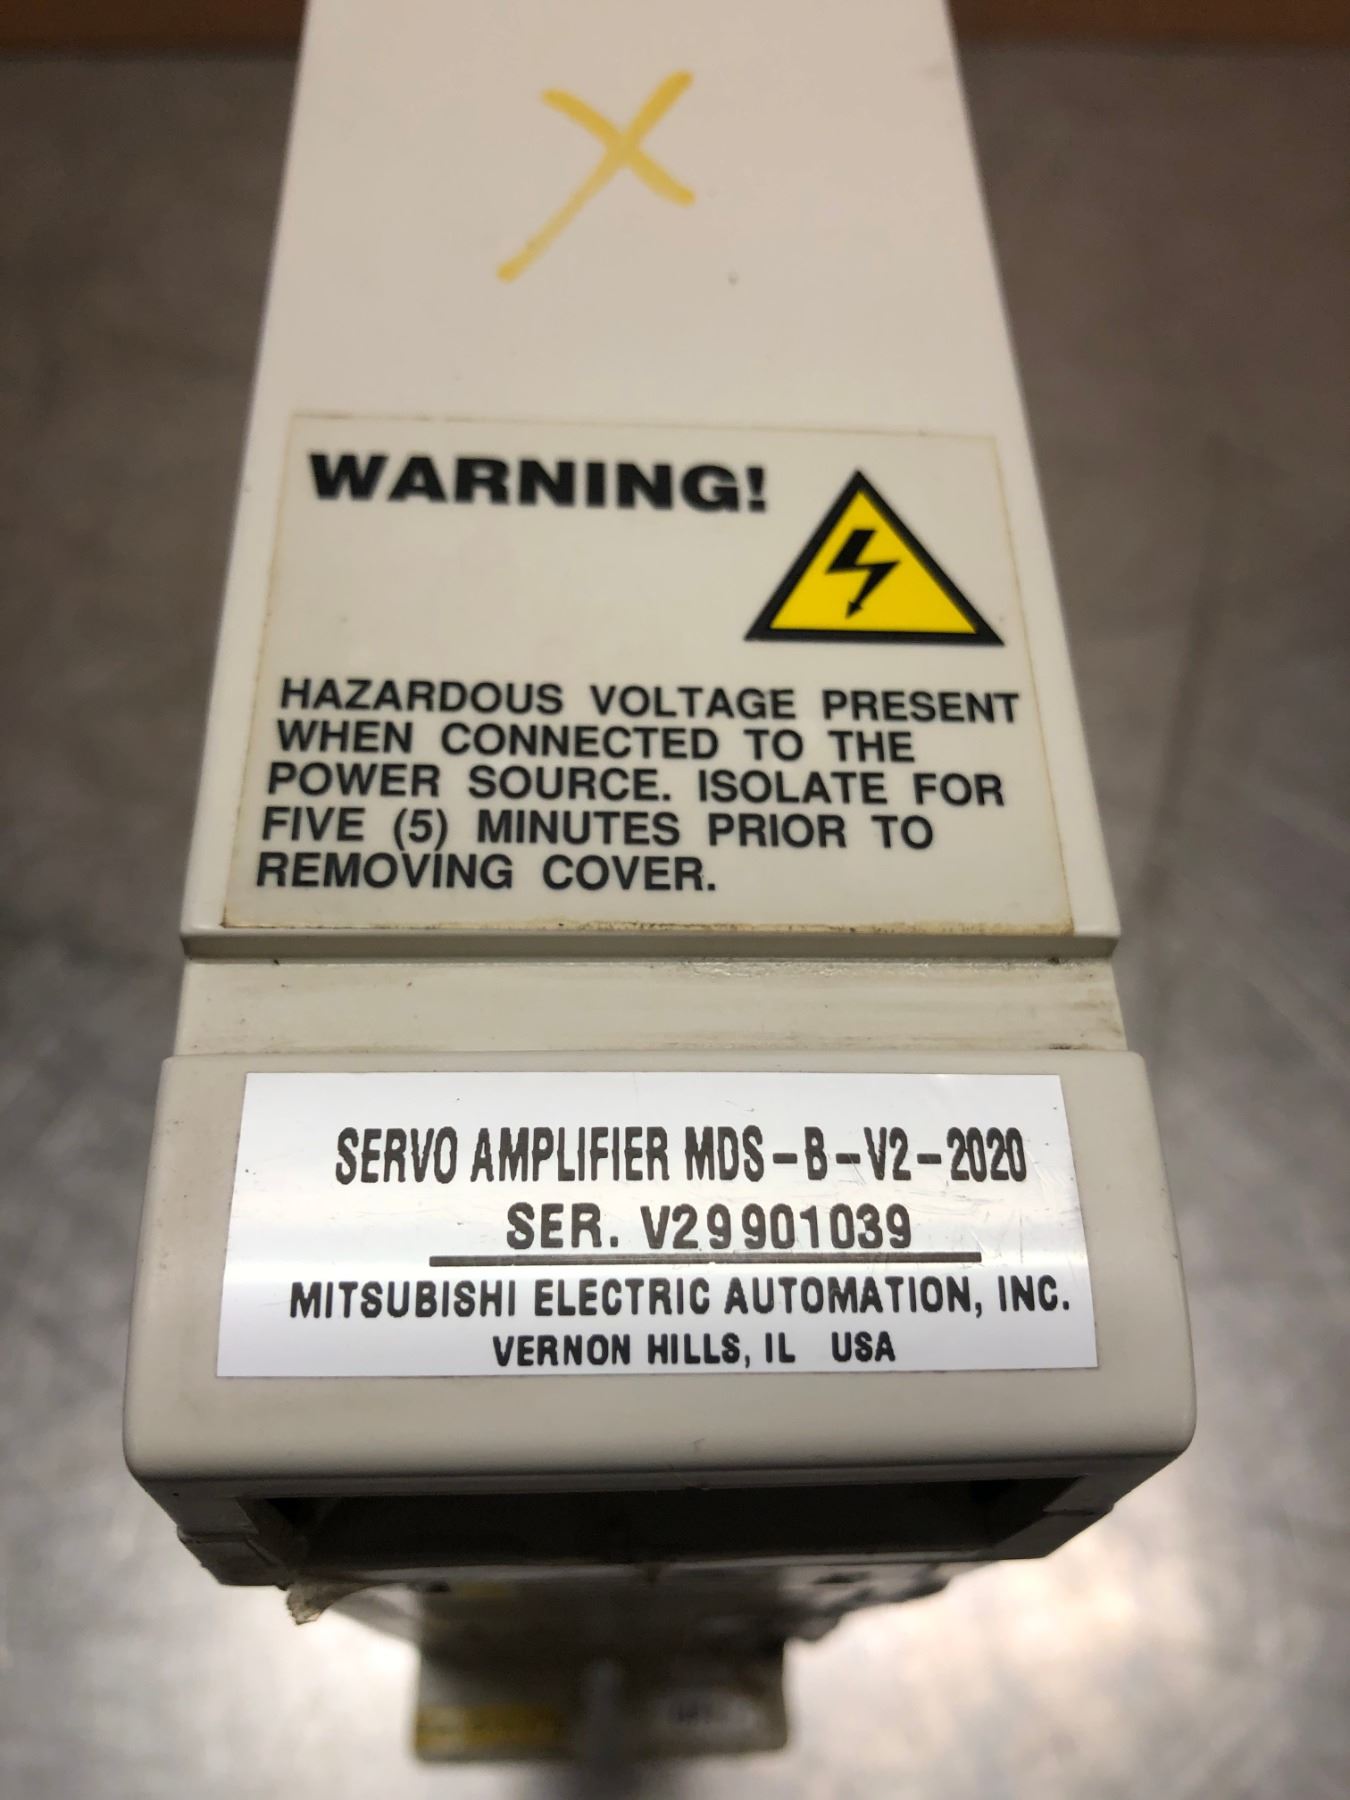 X
WARNING!
HAZARDOUS VOLTAGE PRESENT
WHEN CONNECTED TO THE
POWER SOURCE. ISOLATE FOR
FIVE (5) MINUTES PRIOR TO
REMOVING COVER.
SERVO AMPLIFIER MDS-B-V2-2020
SER. V29901039
MITSUBISHI ELECTRIC AUTOMATION, INC.
VERNON HILLS, IL USA